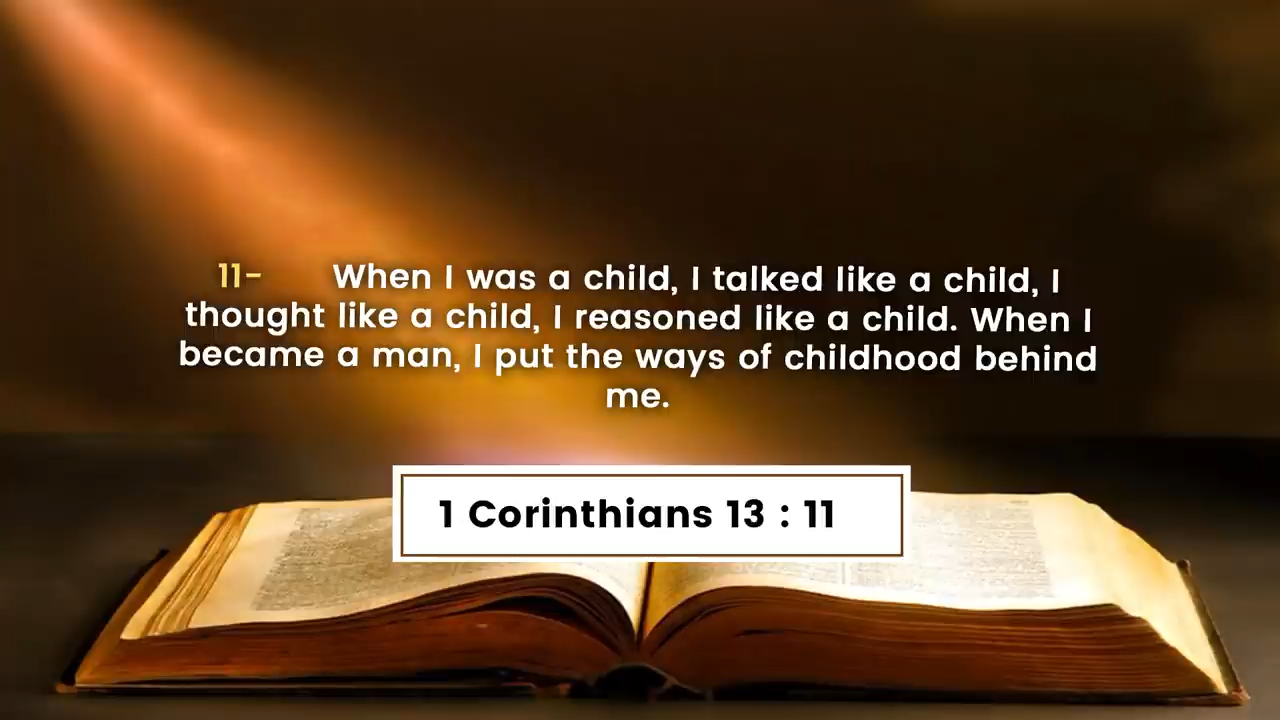 11- When I was a child, I talked like a child, I
thought like a child, I reasoned like a child. When I
became a man, I put the ways of childhood behind
me.
1 Corinthians 13 : 11